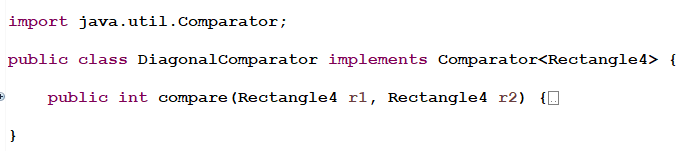 import java.util.Comparator;
public class DiagonalComparator implements Comparator<Rectangle4> {
public int compare(Rectangle4 r1, Rectangle4 r2) {
}